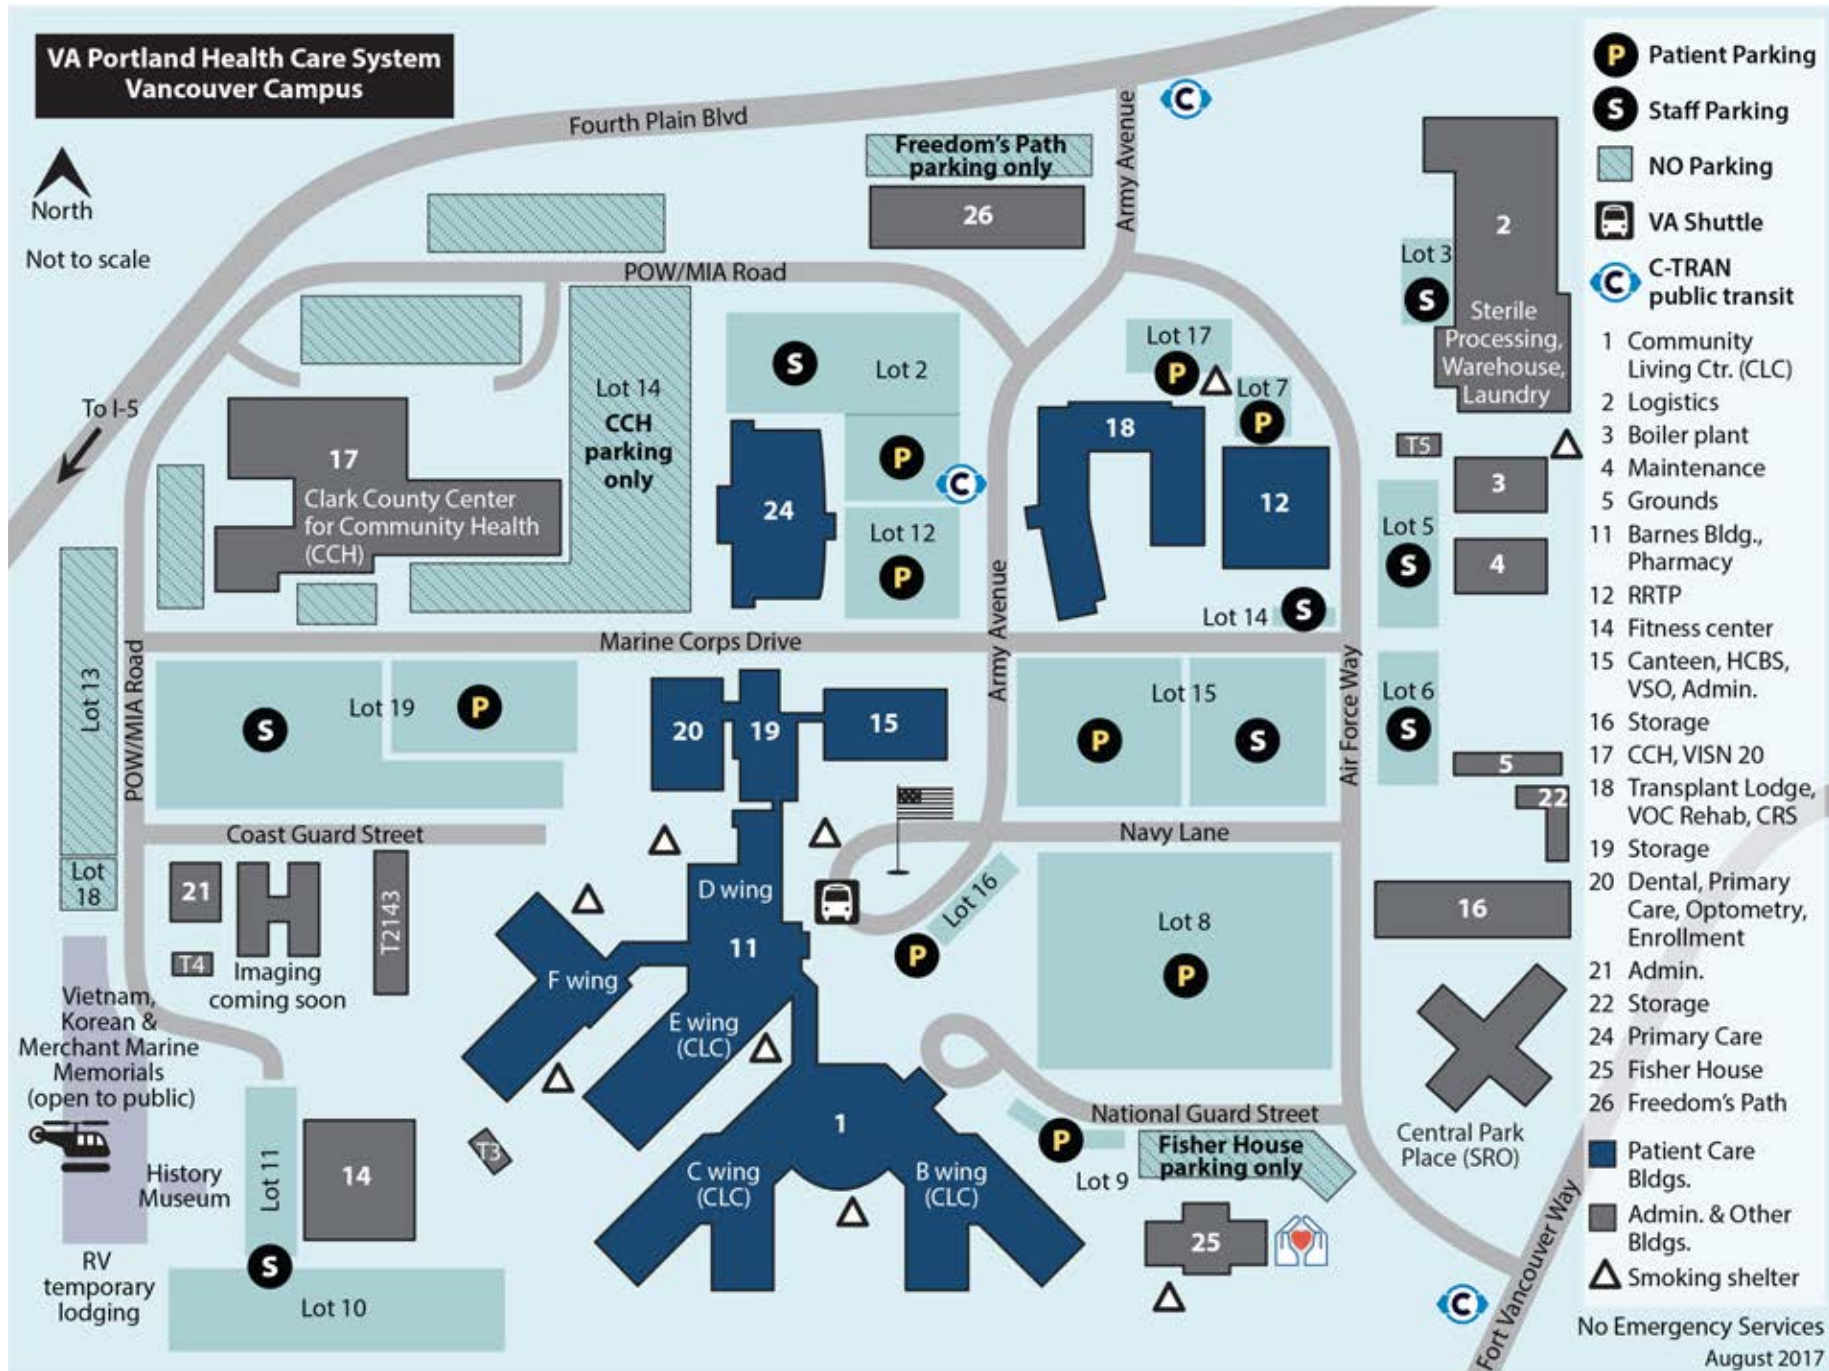 VA Portland Health Care System
Vancouver Campus
North
Not to scale
To I-5
Fourth Plain Blvd
Army Avenue
C
Freedom's Path
parking only
26
POW/MIA Road
Lot 14
CCH
parking
only
17
Clark County Center
for Community Health
(CCH)
S
Lot 2
P
C
24
Lot 12
P
Lot 17
P
Lot 7
P
18
12
Lot 14
S
Lot 3
S
2
Sterile
Processing,
Warehouse,
Laundry
T5
3
Lot 5
S
4
Marine Corps Drive
Army Avenue
Air Force Way
POW/MIA Road
Lot 13
Lot 19
S
P
20
19
15
Lot 15
P
S
Lot 6
S
5
22
Coast Guard Street
Navy Lane
Lot
18
21
T4
Imaging
coming soon
T2143
D wing
11
F wing
E wing
(CLC)
Lot 16
P
Lot 8
P
16
Vietnam,
Korean &
Merchant Marine
Memorials
(open to public)
History
Museum
RV
temporary
lodging
Lot 11
S
14
Lot 10
T3
1
C wing
(CLC)
B wing
(CLC)
National Guard Street
P
Lot 9
Fisher House
parking only
25
Central Park
Place (SRO)
C
Fort Vancouver Way
P Patient Parking
S Staff Parking
NO Parking
VA Shuttle
C C-TRAN
public transit
1 Community
Living Ctr. (CLC)
2 Logistics
3 Boiler plant
4 Maintenance
5 Grounds
11 Barnes Bldg.,
Pharmacy
12 RRTP
14 Fitness center
15 Canteen, HCBS,
VSO, Admin.
16 Storage
17 CCH, VISN 20
18 Transplant Lodge,
VOC Rehab, CRS
19 Storage
20 Dental, Primary
Care, Optometry,
Enrollment
21 Admin.
22 Storage
24 Primary Care
25 Fisher House
26 Freedom's Path
Patient Care
Bldgs.
Admin. & Other
Bldgs.
Smoking shelter
No Emergency Services
August 2017